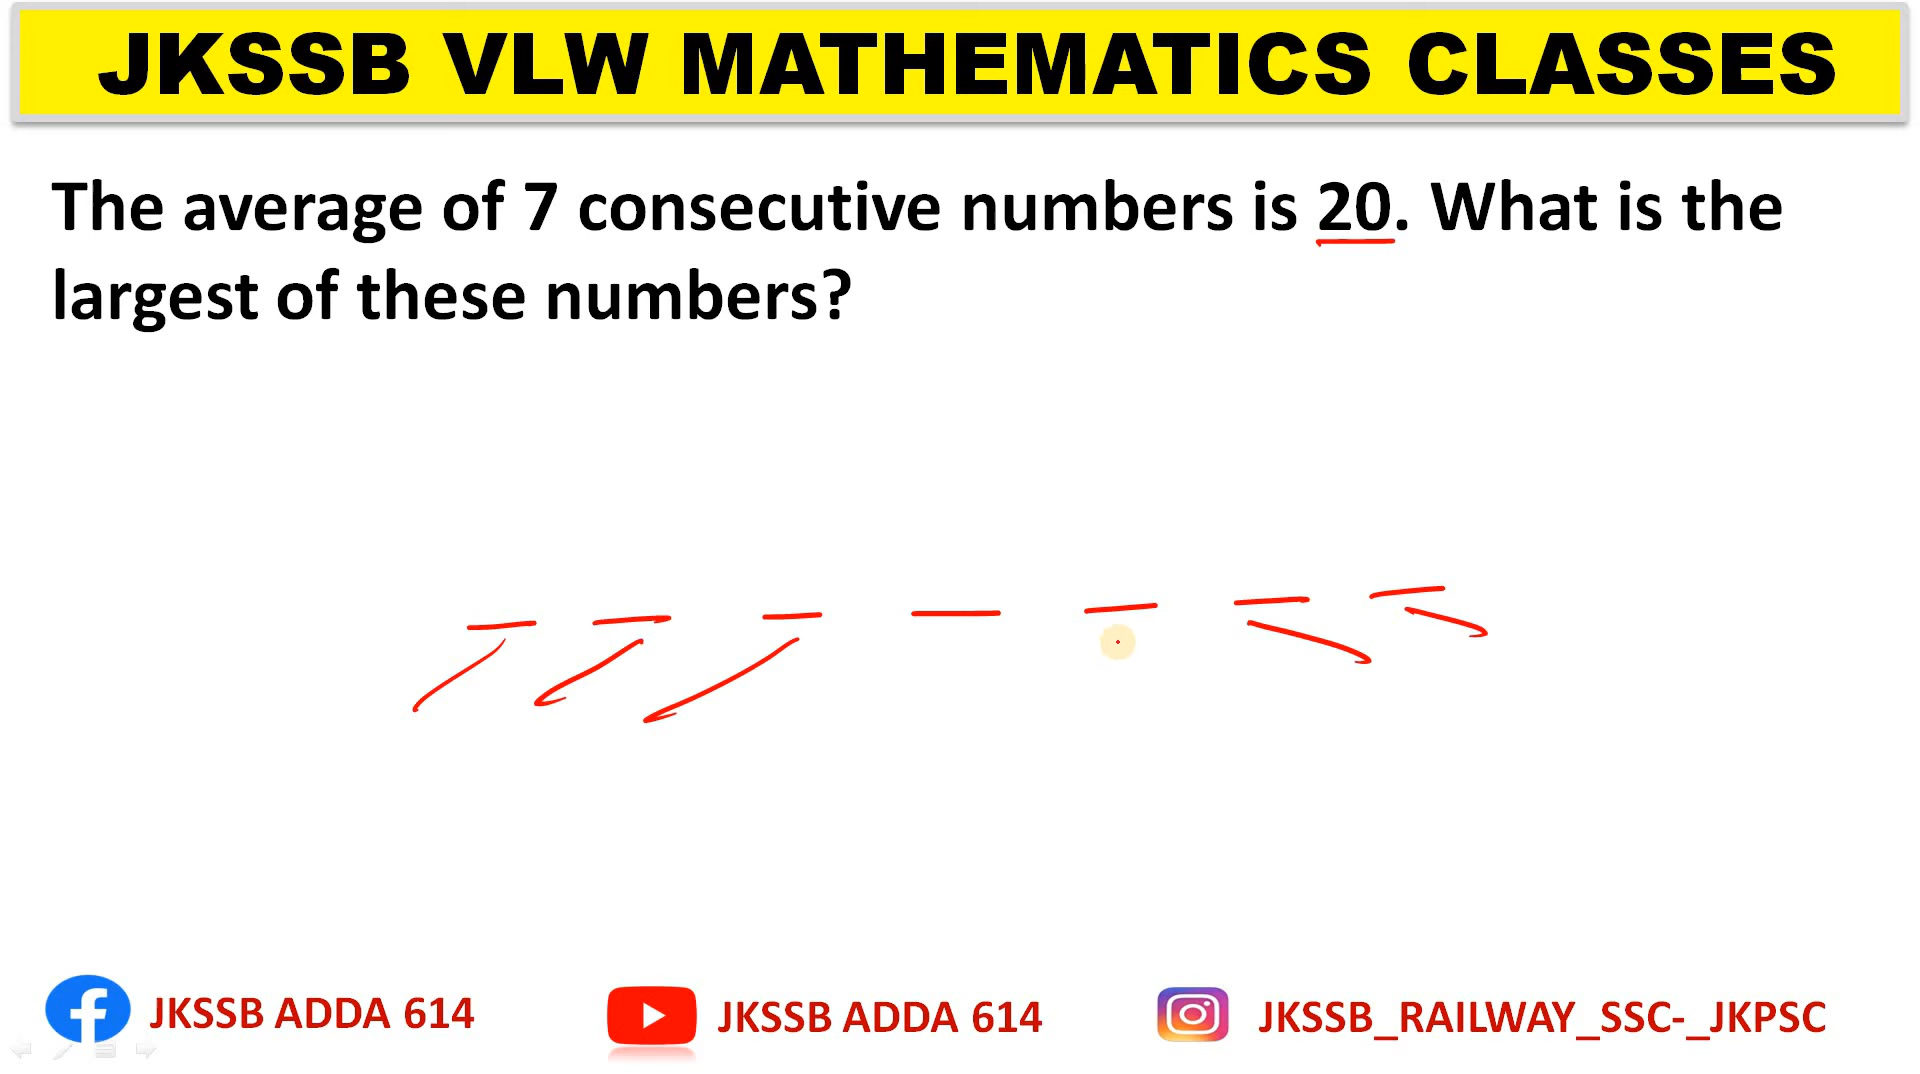 JKSSB VLW MATHEMATICS CLASSES
The average of 7 consecutive numbers is 20. What is the
largest of these numbers?
JKSSB ADDA 614
JKSSB ADDA 614
JKSSB_RAILWAY_SSC-_JKPSC